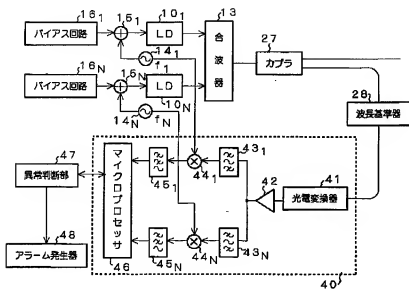 16₁ 15₁ 10₁ 13
バイアス回路 LD
14₁ f₁
合波器
27
カプラ
16N 15N
バイアス回路 LD
14N fN 10N
28
波長基準器
47
異常判断部
48
アラーム発生器
マイクロプロセッサ
46
45₁ 44₁ 43₁
42
41
光電変換器
45N 44N 43N
40